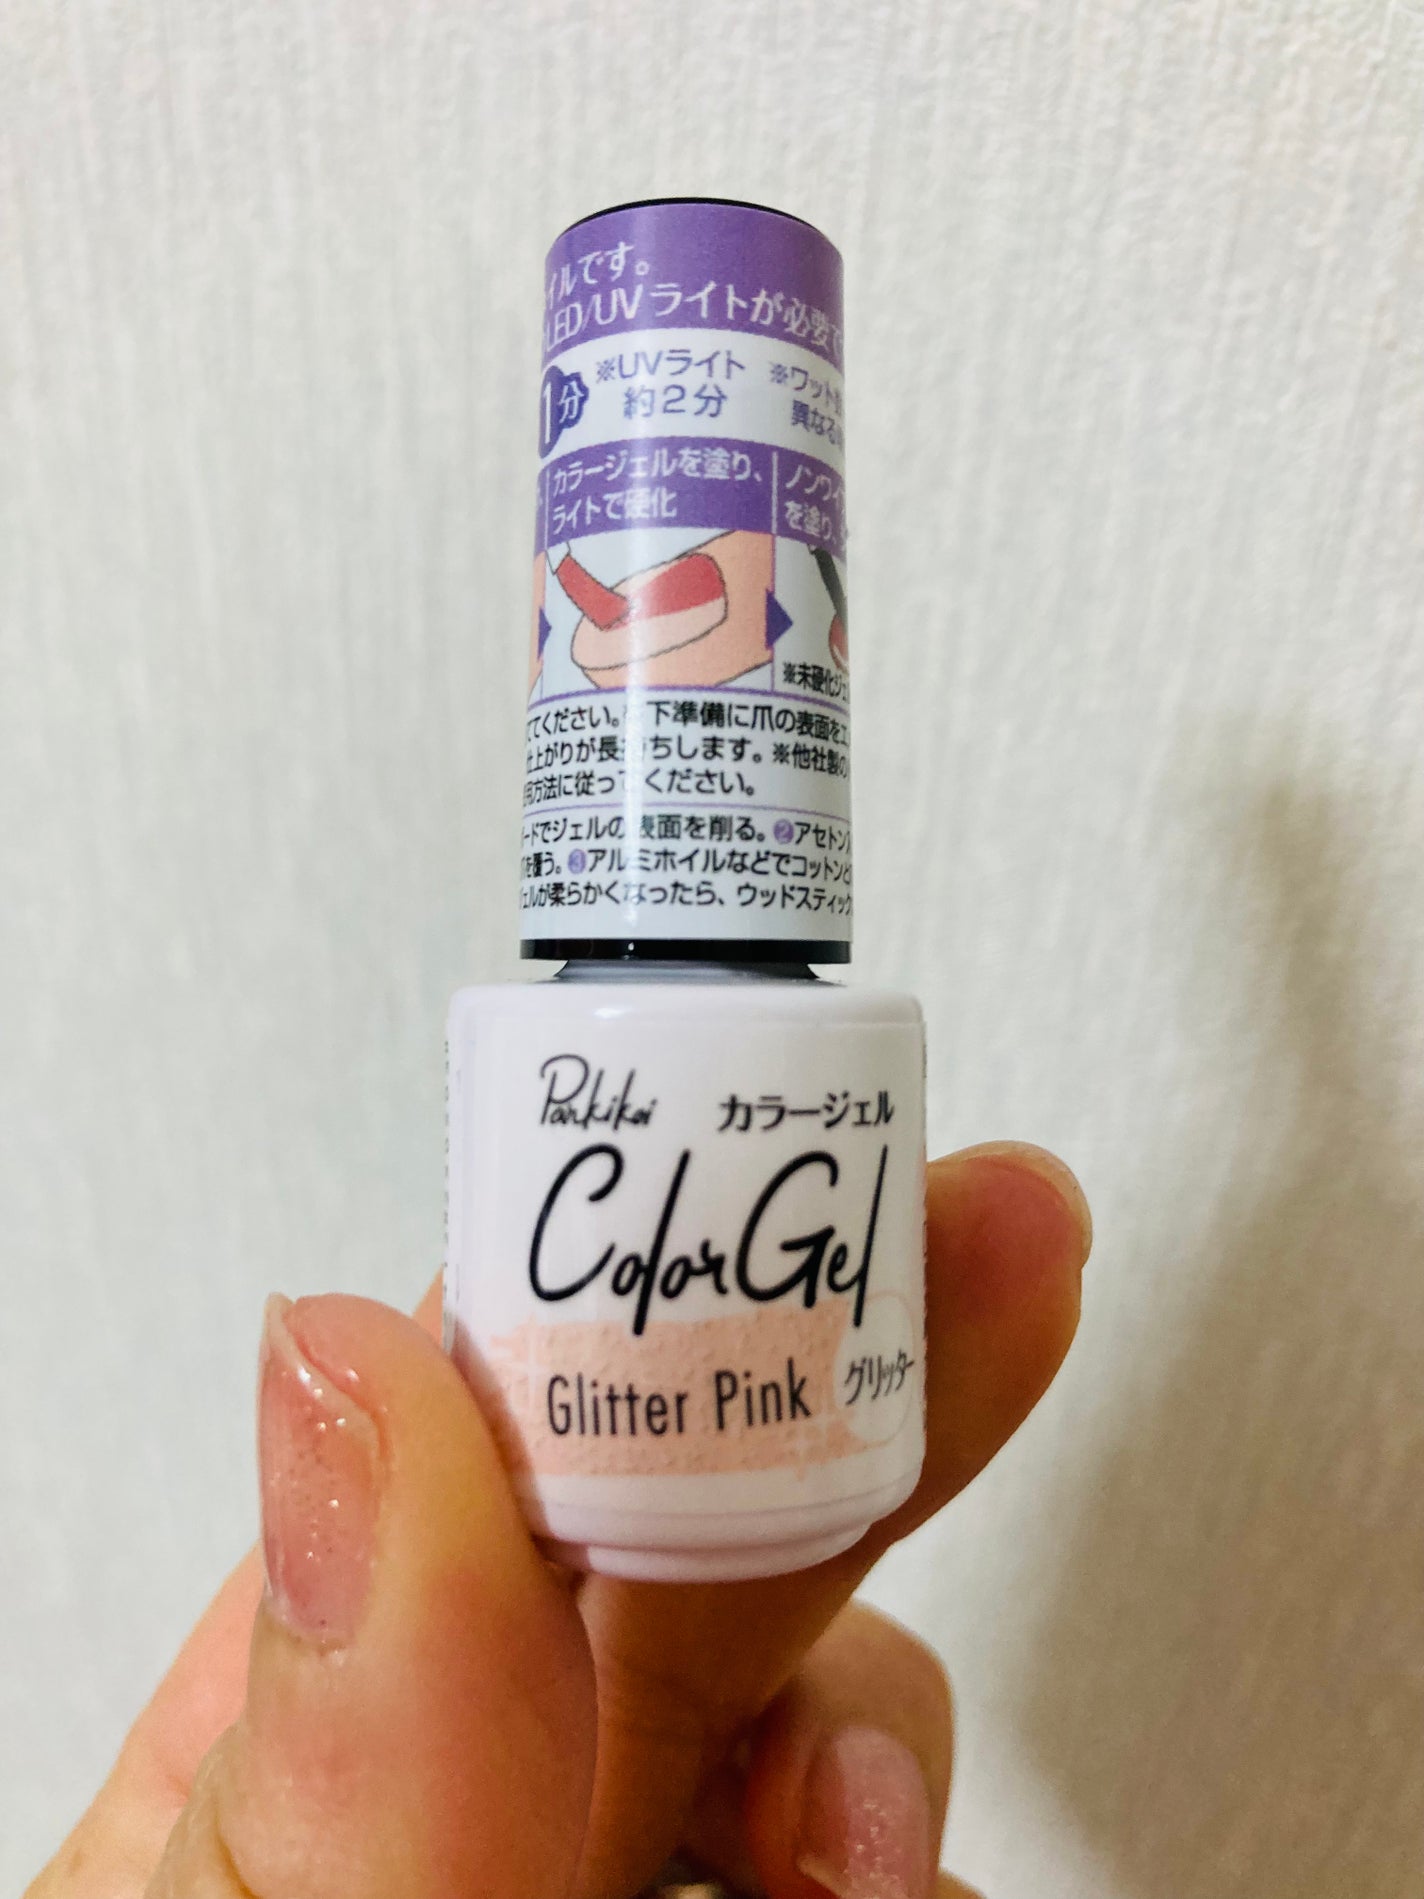 イルです。
LED/UVライトが必要で
1分
※UVライト
約2分
※ワット
異なる
カラージェルを塗り、
ライトで硬化
ノンワイ
を塗り、
※未硬化ジェ
てください。※下準備に爪の表面をエ
仕上がりが長持ちします。※他社製の
用方法に従ってください。
ードでジェルの表面を削る。❷アセトン
を覆う。❸アルミホイルなどでコットンと
ジェルが柔らかくなったら、ウッドスティック
Parkikoi
カラージェル
Color Gel
Glitter Pink
グリッター